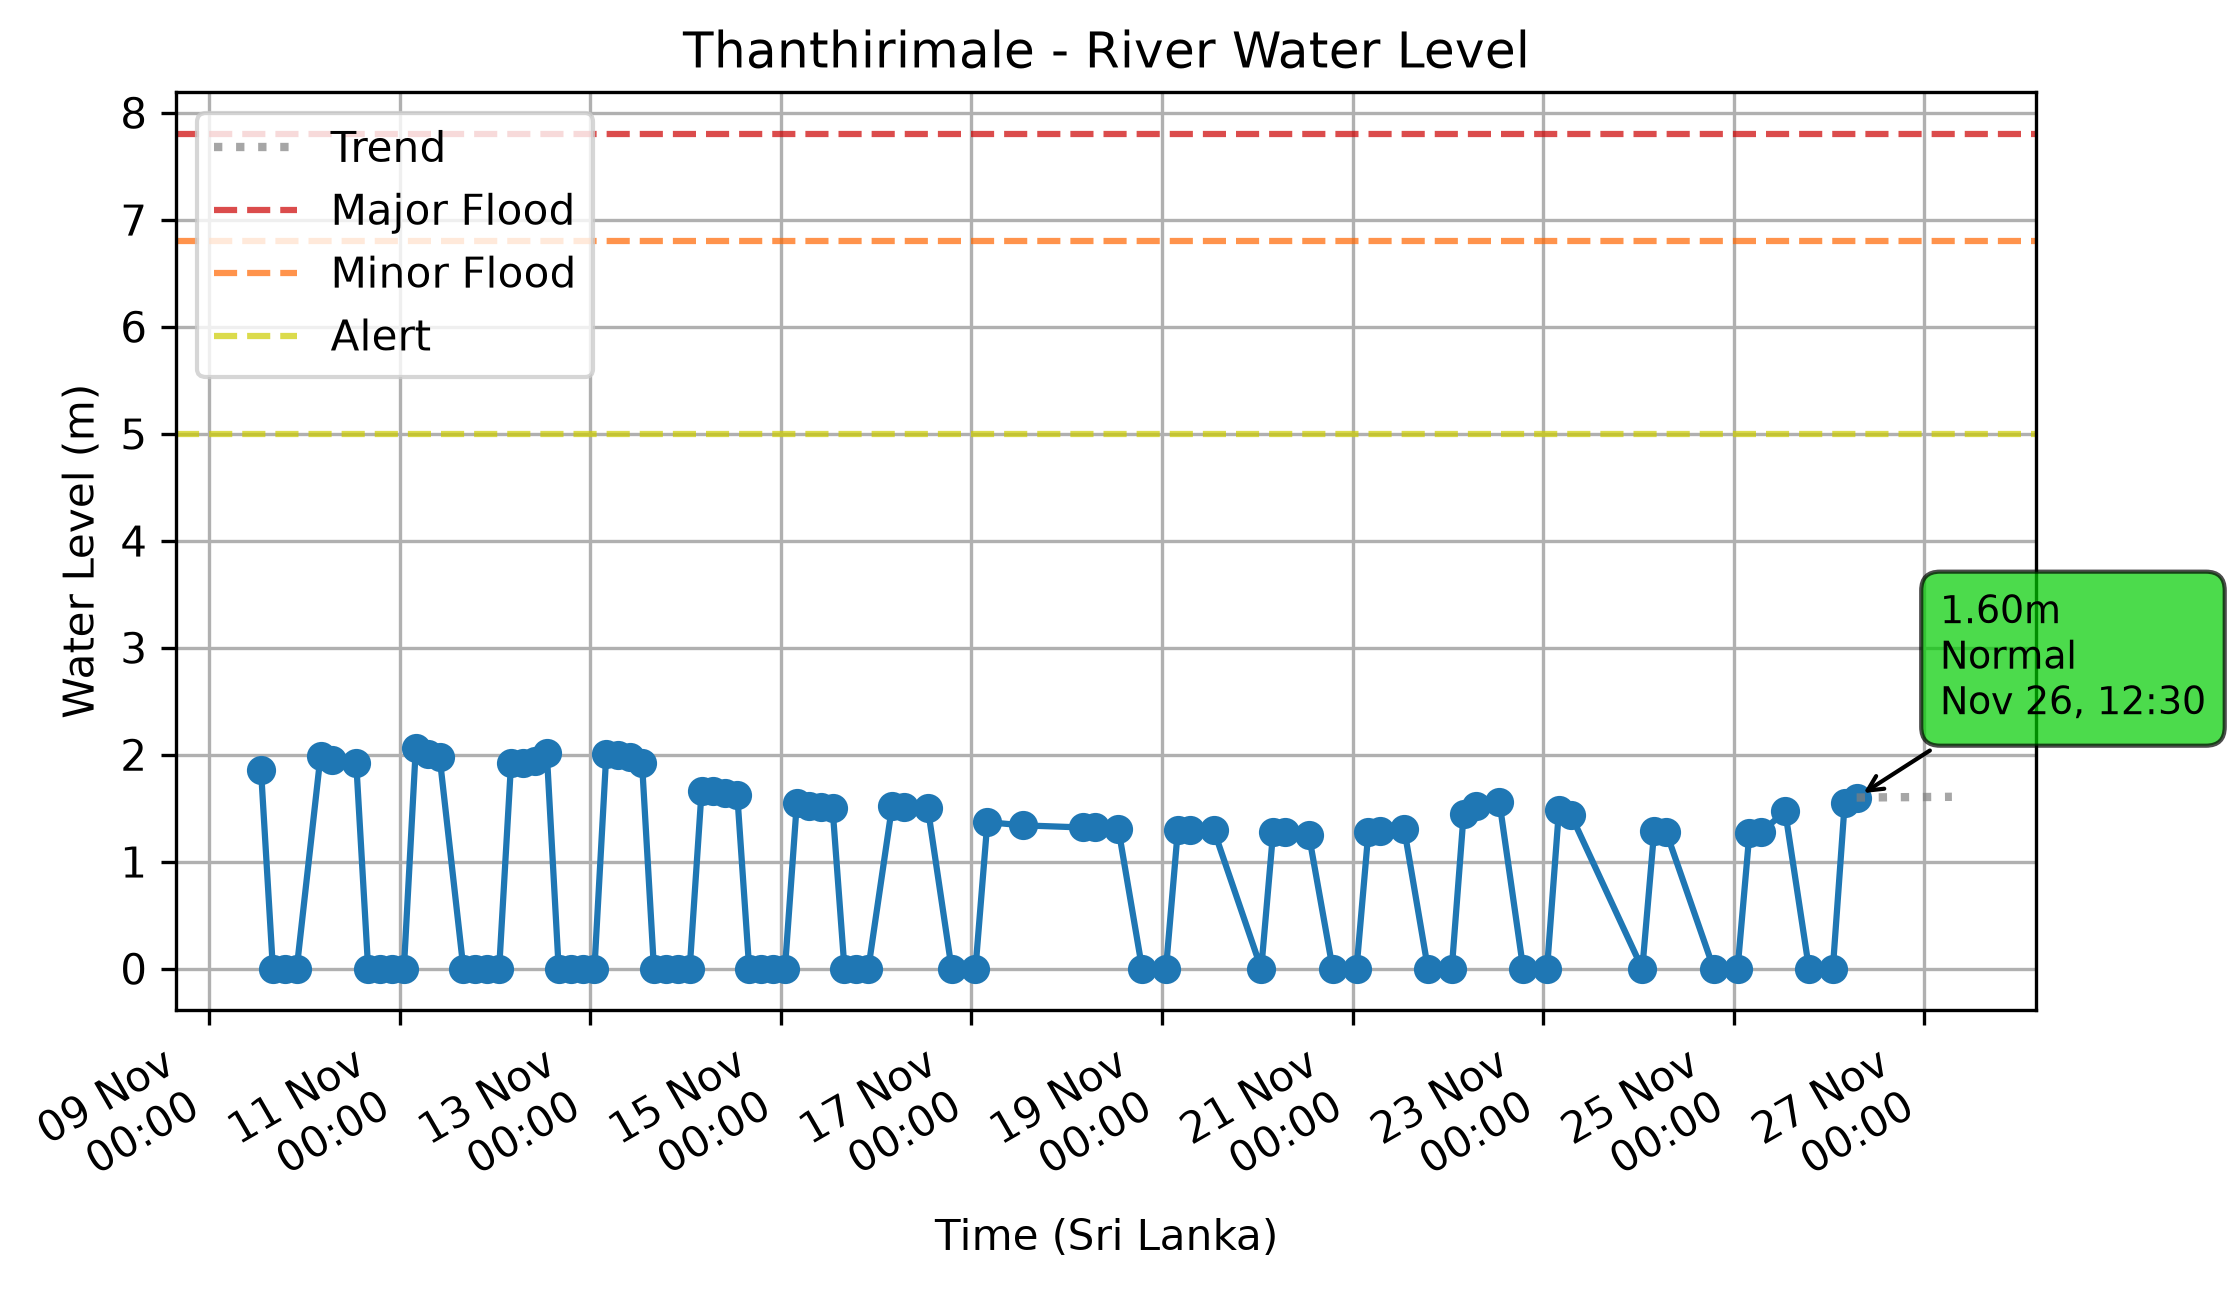 Thanthirimale - River Water Level
8
7
6
5
4
3
2
1
0
Water Level (m)
Trend
Major Flood
Minor Flood
Alert
1.60m
Normal
Nov 26, 12:30
09 Nov
00:00
11 Nov
00:00
13 Nov
00:00
15 Nov
00:00
17 Nov
00:00
19 Nov
00:00
21 Nov
00:00
23 Nov
00:00
25 Nov
00:00
27 Nov
00:00
Time (Sri Lanka)